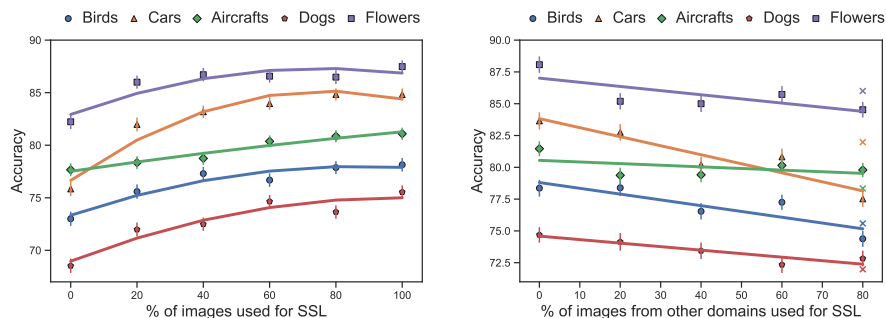 Birds Cars Aircrafts Dogs Flowers
90
85
80
75
70
Accuracy
0 20 40 60 80 100
% of images used for SSL
Birds Cars Aircrafts Dogs Flowers
90.0
87.5
85.0
82.5
80.0
77.5
75.0
72.5
Accuracy
0 10 20 30 40 50 60 70 80
% of images from other domains used for SSL